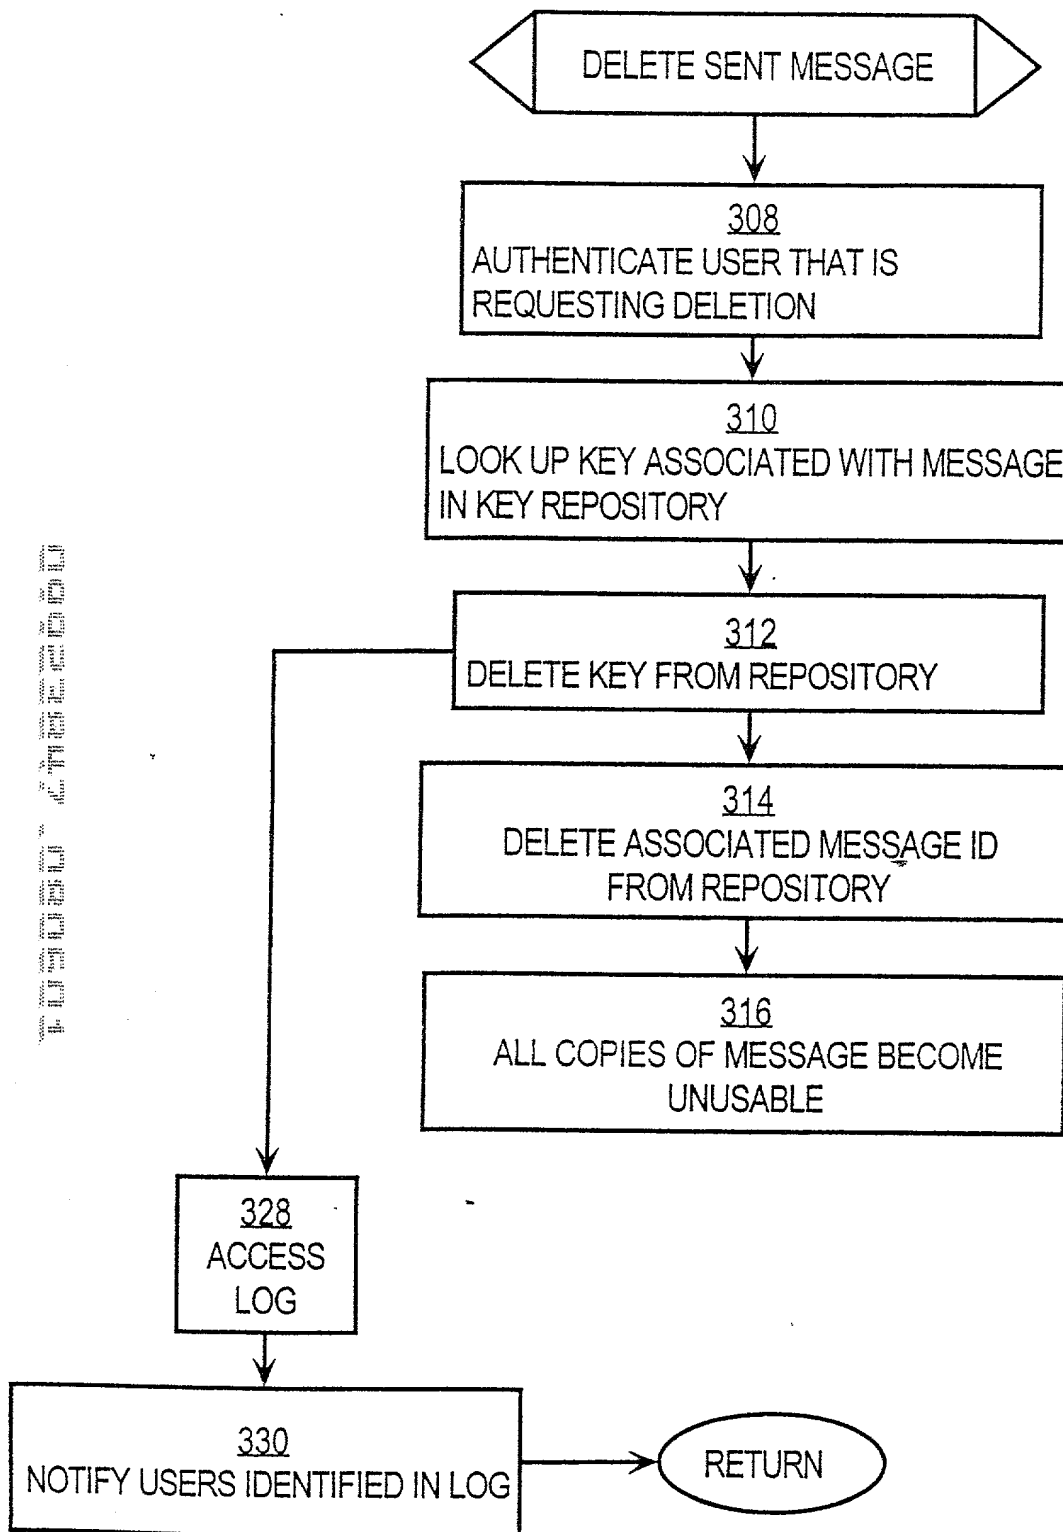 DELETE SENT MESSAGE
308
AUTHENTICATE USER THAT IS
REQUESTING DELETION
310
LOOK UP KEY ASSOCIATED WITH MESSAGE
IN KEY REPOSITORY
312
DELETE KEY FROM REPOSITORY
314
DELETE ASSOCIATED MESSAGE ID
FROM REPOSITORY
316
ALL COPIES OF MESSAGE BECOME
UNUSABLE
328
ACCESS
LOG
330
NOTIFY USERS IDENTIFIED IN LOG
RETURN